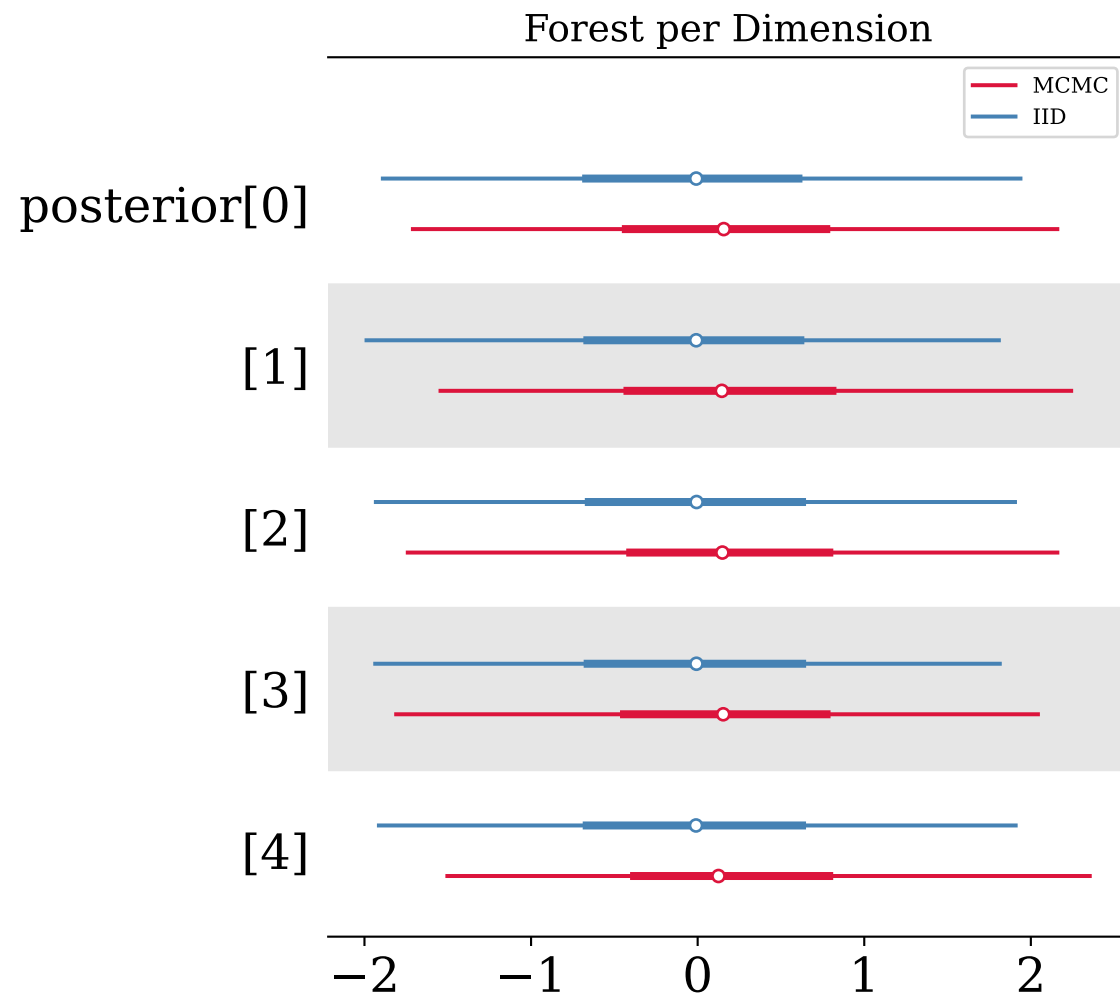 Forest per Dimension
MCMC
IID
posterior[0]
[1]
[2]
[3]
[4]
−2 −1 0 1 2